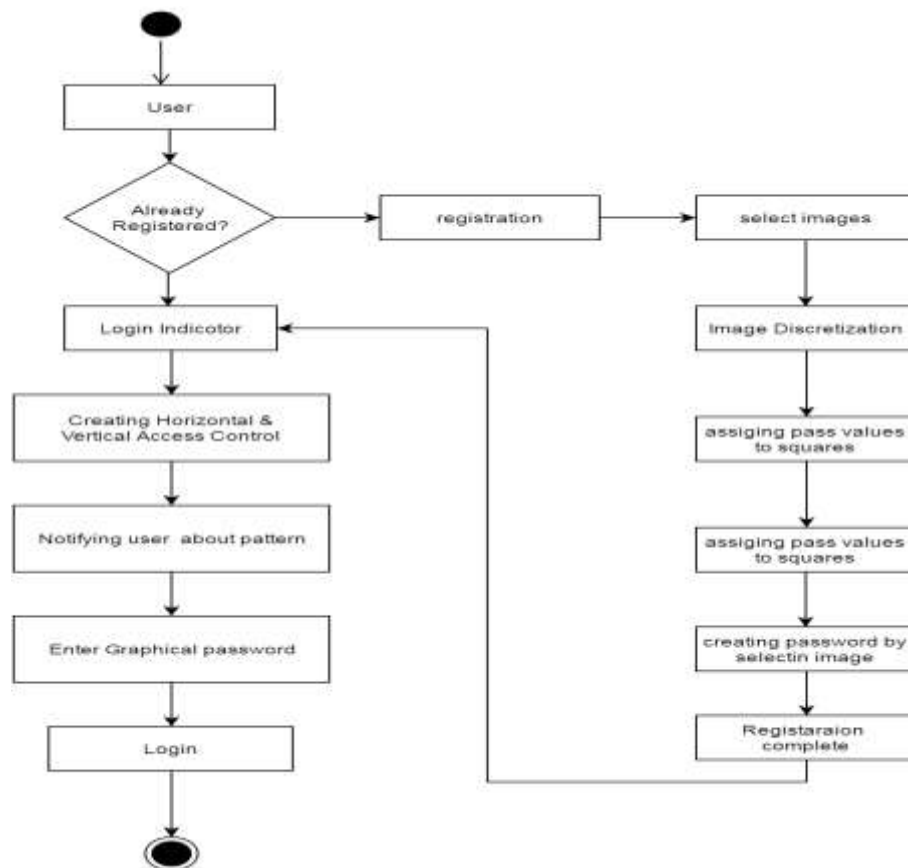 User
Already
Registered?
registration
select images
Login Indicotor
Image Discretization
Creating Horizontal &
Vertical Access Control
assiging pass values
to squares
Notifying user about pattern
assiging pass values
to squares
Enter Graphical password
creating password by
selectin image
Login
Registaraion
complete